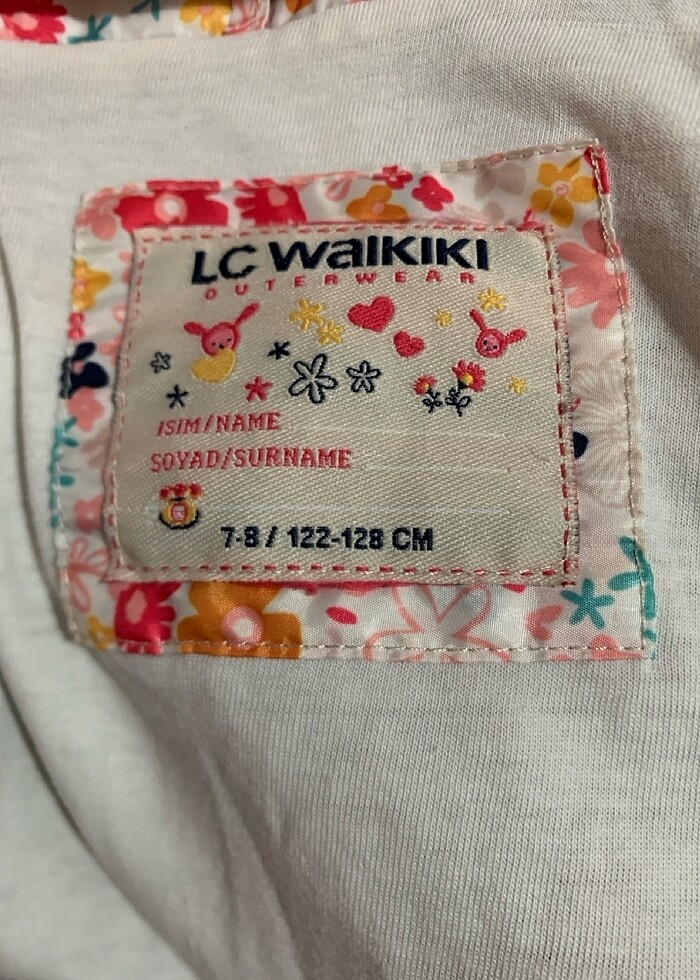 LC WAIKIKI
OUTERWEAR
ISIM/NAME
SOYAD/SURNAME
7-8 / 122-128 CM